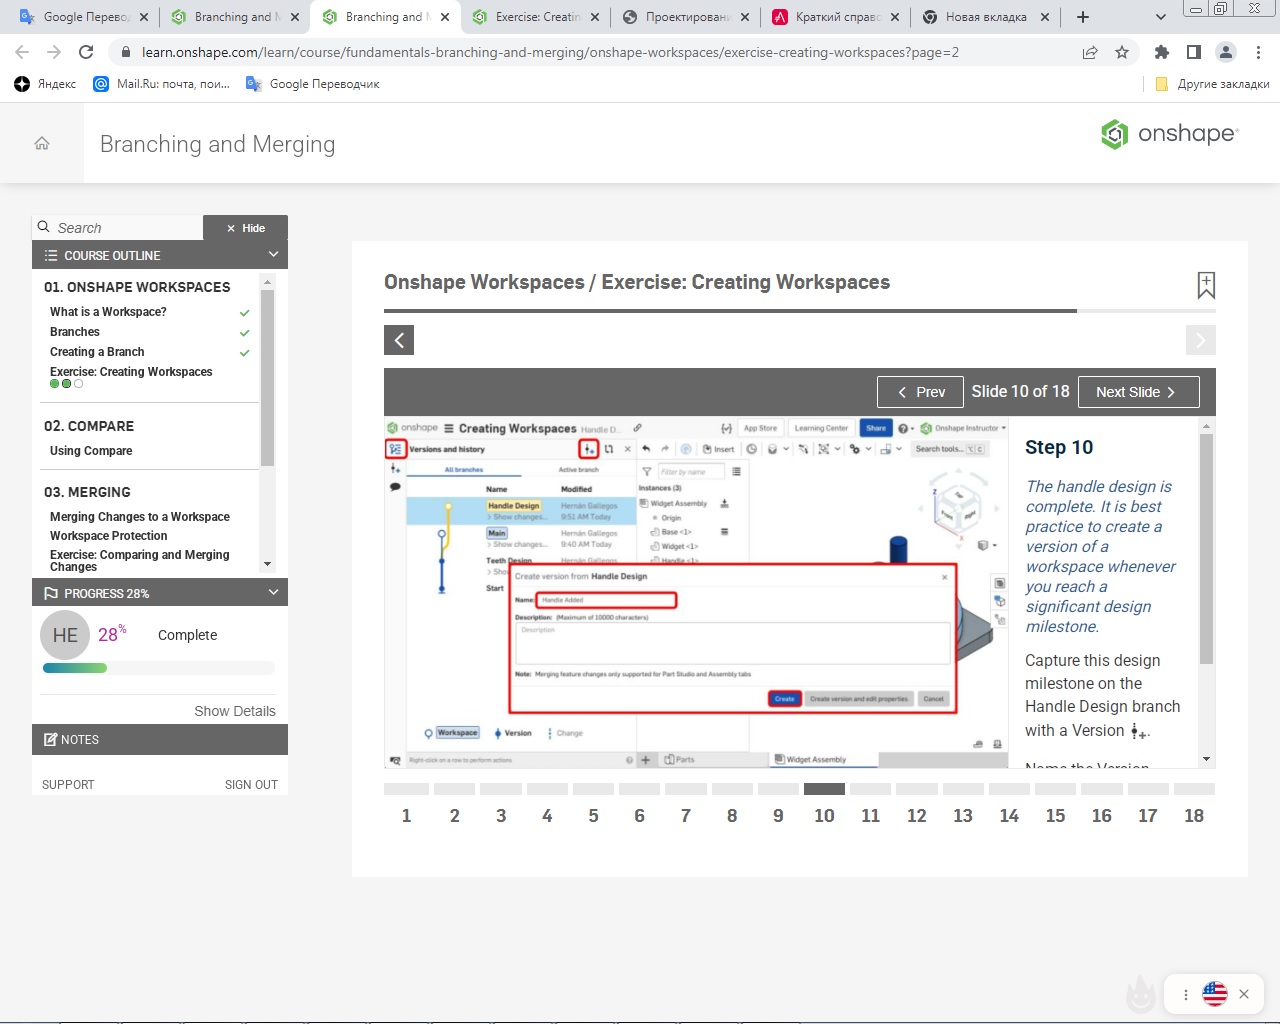 Google Перевод
Branching and M
Branching and M
Exercise: Creatin
Проектировани
Краткий справо
Новая вкладка
learn.onshape.com/learn/course/fundamentals-branching-and-merging/onshape-workspaces/exercise-creating-workspaces?page=2
Яндекс
Mail.Ru: почта, пои...
Google Переводчик
Другие закладки
Branching and Merging
onshape
Search
× Hide
COURSE OUTLINE
01. ONSHAPE WORKSPACES
What is a Workspace?
Branches
Creating a Branch
Exercise: Creating Workspaces
02. COMPARE
Using Compare
03. MERGING
Merging Changes to a Workspace
Workspace Protection
Exercise: Comparing and Merging
Changes
PROGRESS 28%
HE 28% Complete
Show Details
NOTES
SUPPORT SIGN OUT
Onshape Workspaces / Exercise: Creating Workspaces
Prev Slide 10 of 18 Next Slide
onshape Creating Workspaces Handle D... App Store Learning Center Share Onshape Instructor
Versions and history Insert Search tools...
All branches Active branch Filter by name
Name Modified Instances (3)
Handle Design Hernán Gallegos Widget Assembly
> Show changes... 9:51 AM Today Origin
Main Hernán Gallegos Base <1>
> Show changes... 9:40 AM Today Widget <1>
Teeth Design Hernán Gallegos Handle <1>
> Sho
Start
Create version from Handle Design
Name: Handle Added
Description: (Maximum of 10000 characters)
Description
Note: Merging feature changes only supported for Part Studio and Assembly tabs
Create Create version and edit properties Cancel
Workspace Version Change
Right-click on a row to perform actions. Parts Widget Assembly
Top
Front
Right
Z
X
Step 10
The handle design is
complete. It is best
practice to create a
version of a
workspace whenever
you reach a
significant design
milestone.
Capture this design
milestone on the
Handle Design branch
with a Version .
Name the Version
1 2 3 4 5 6 7 8 9 10 11 12 13 14 15 16 17 18